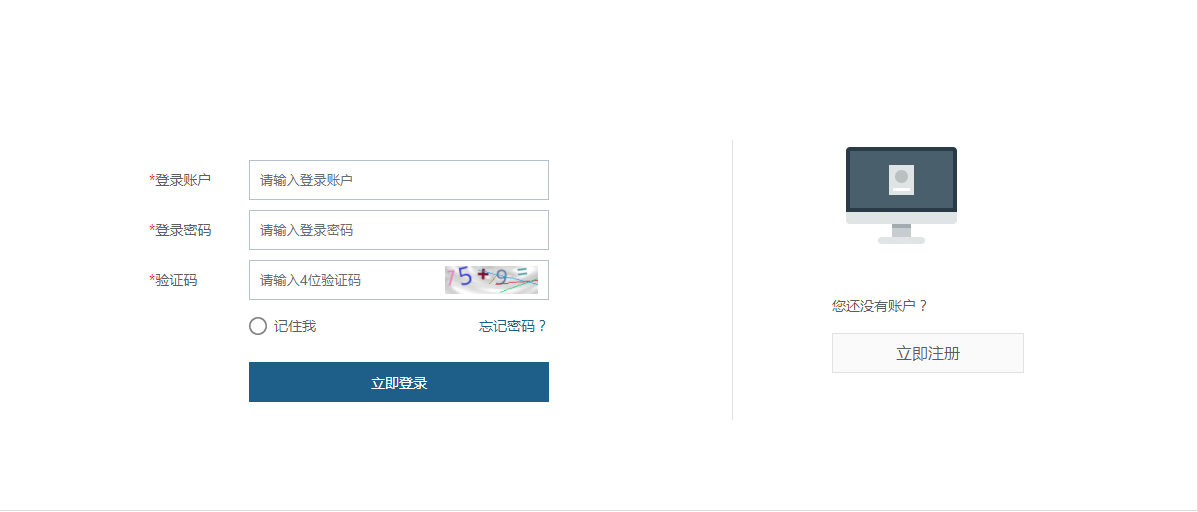 *登录账户
请输入登录账户
*登录密码
请输入登录密码
*验证码
请输入4位验证码
75+9=
记住我
忘记密码？
立即登录
您还没有账户？
立即注册